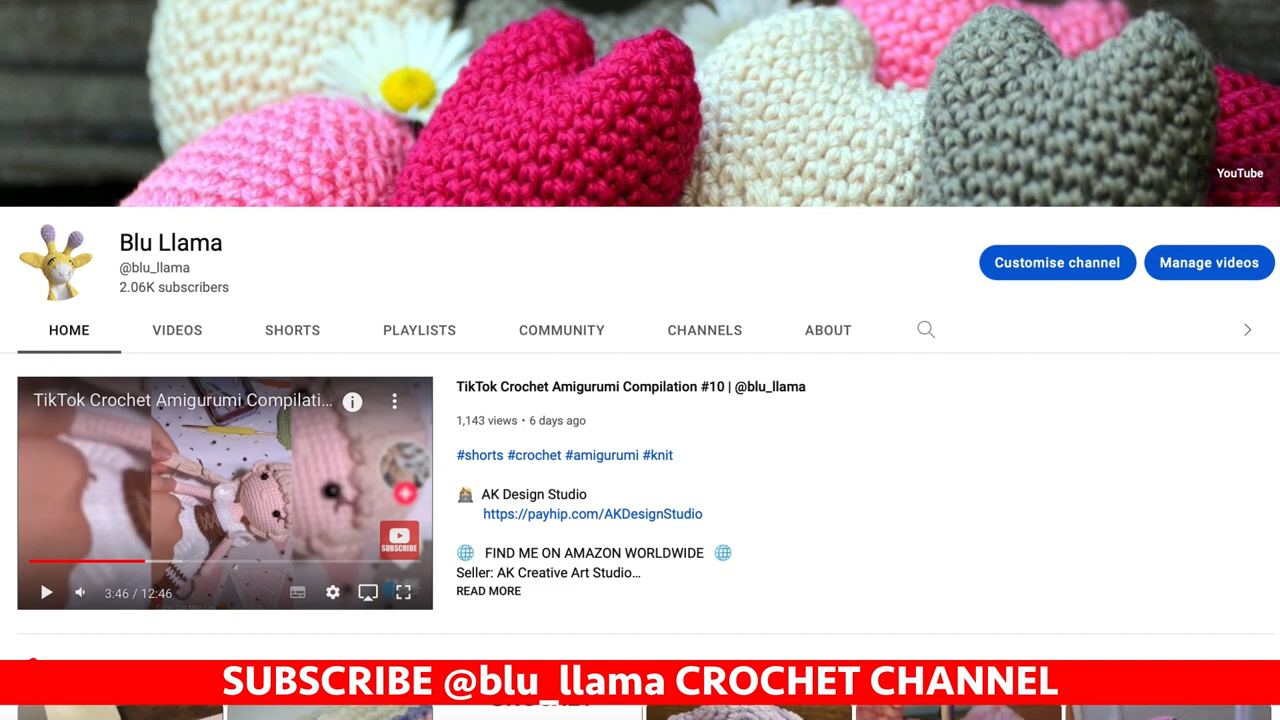 YouTube
Blu Llama
@blu_llama
2.06K subscribers
Customise channel
Manage videos
HOME
VIDEOS
SHORTS
PLAYLISTS
COMMUNITY
CHANNELS
ABOUT
TikTok Crochet Amigurumi Compilati...
SUBSCRIBE
3:46 / 12:46
TikTok Crochet Amigurumi Compilation #10 | @blu_llama
1,143 views • 6 days ago
#shorts #crochet #amigurumi #knit
AK Design Studio
https://payhip.com/AKDesignStudio
FIND ME ON AMAZON WORLDWIDE
Seller: AK Creative Art Studio...
READ MORE
SUBSCRIBE @blu_llama CROCHET CHANNEL